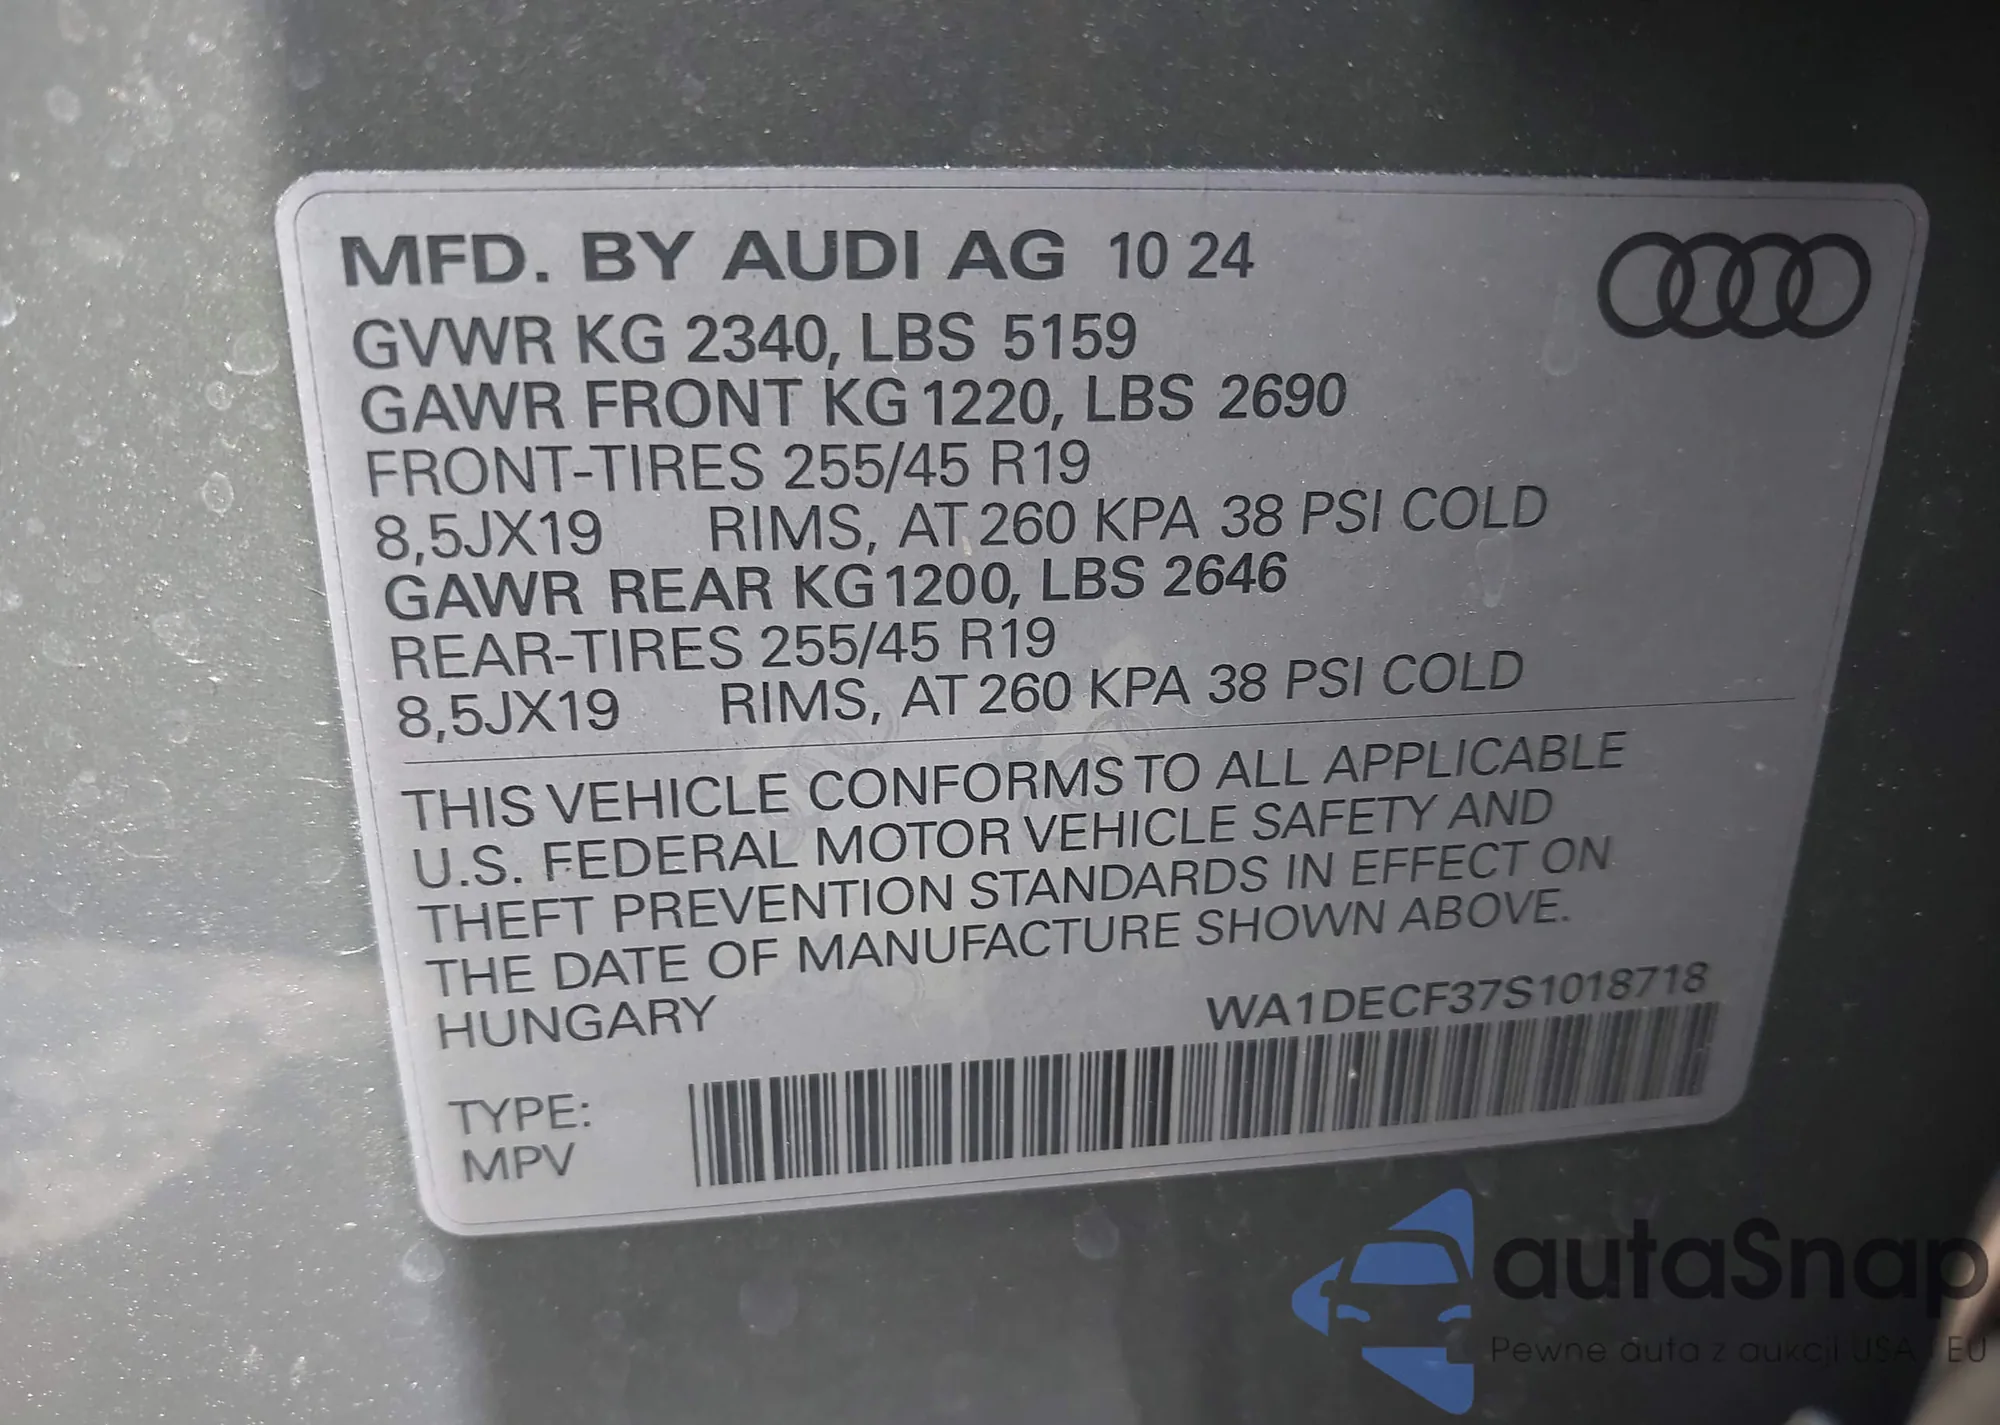 MFD. BY AUDI AG 10 24
GVWR KG 2340, LBS 5159
GAWR FRONT KG 1220, LBS 2690
FRONT-TIRES 255/45 R19
8,5JX19 RIMS, AT 260 KPA 38 PSI COLD
GAWR REAR KG 1200, LBS 2646
REAR-TIRES 255/45 R19
8,5JX19 RIMS, AT 260 KPA 38 PSI COLD
THIS VEHICLE CONFORMS TO ALL APPLICABLE
U.S. FEDERAL MOTOR VEHICLE SAFETY AND
THEFT PREVENTION STANDARDS IN EFFECT ON
THE DATE OF MANUFACTURE SHOWN ABOVE.
HUNGARY WA1DECF37S1018718
TYPE:
MPV
autaSnap
Pewne auta z aukcji USA i EU